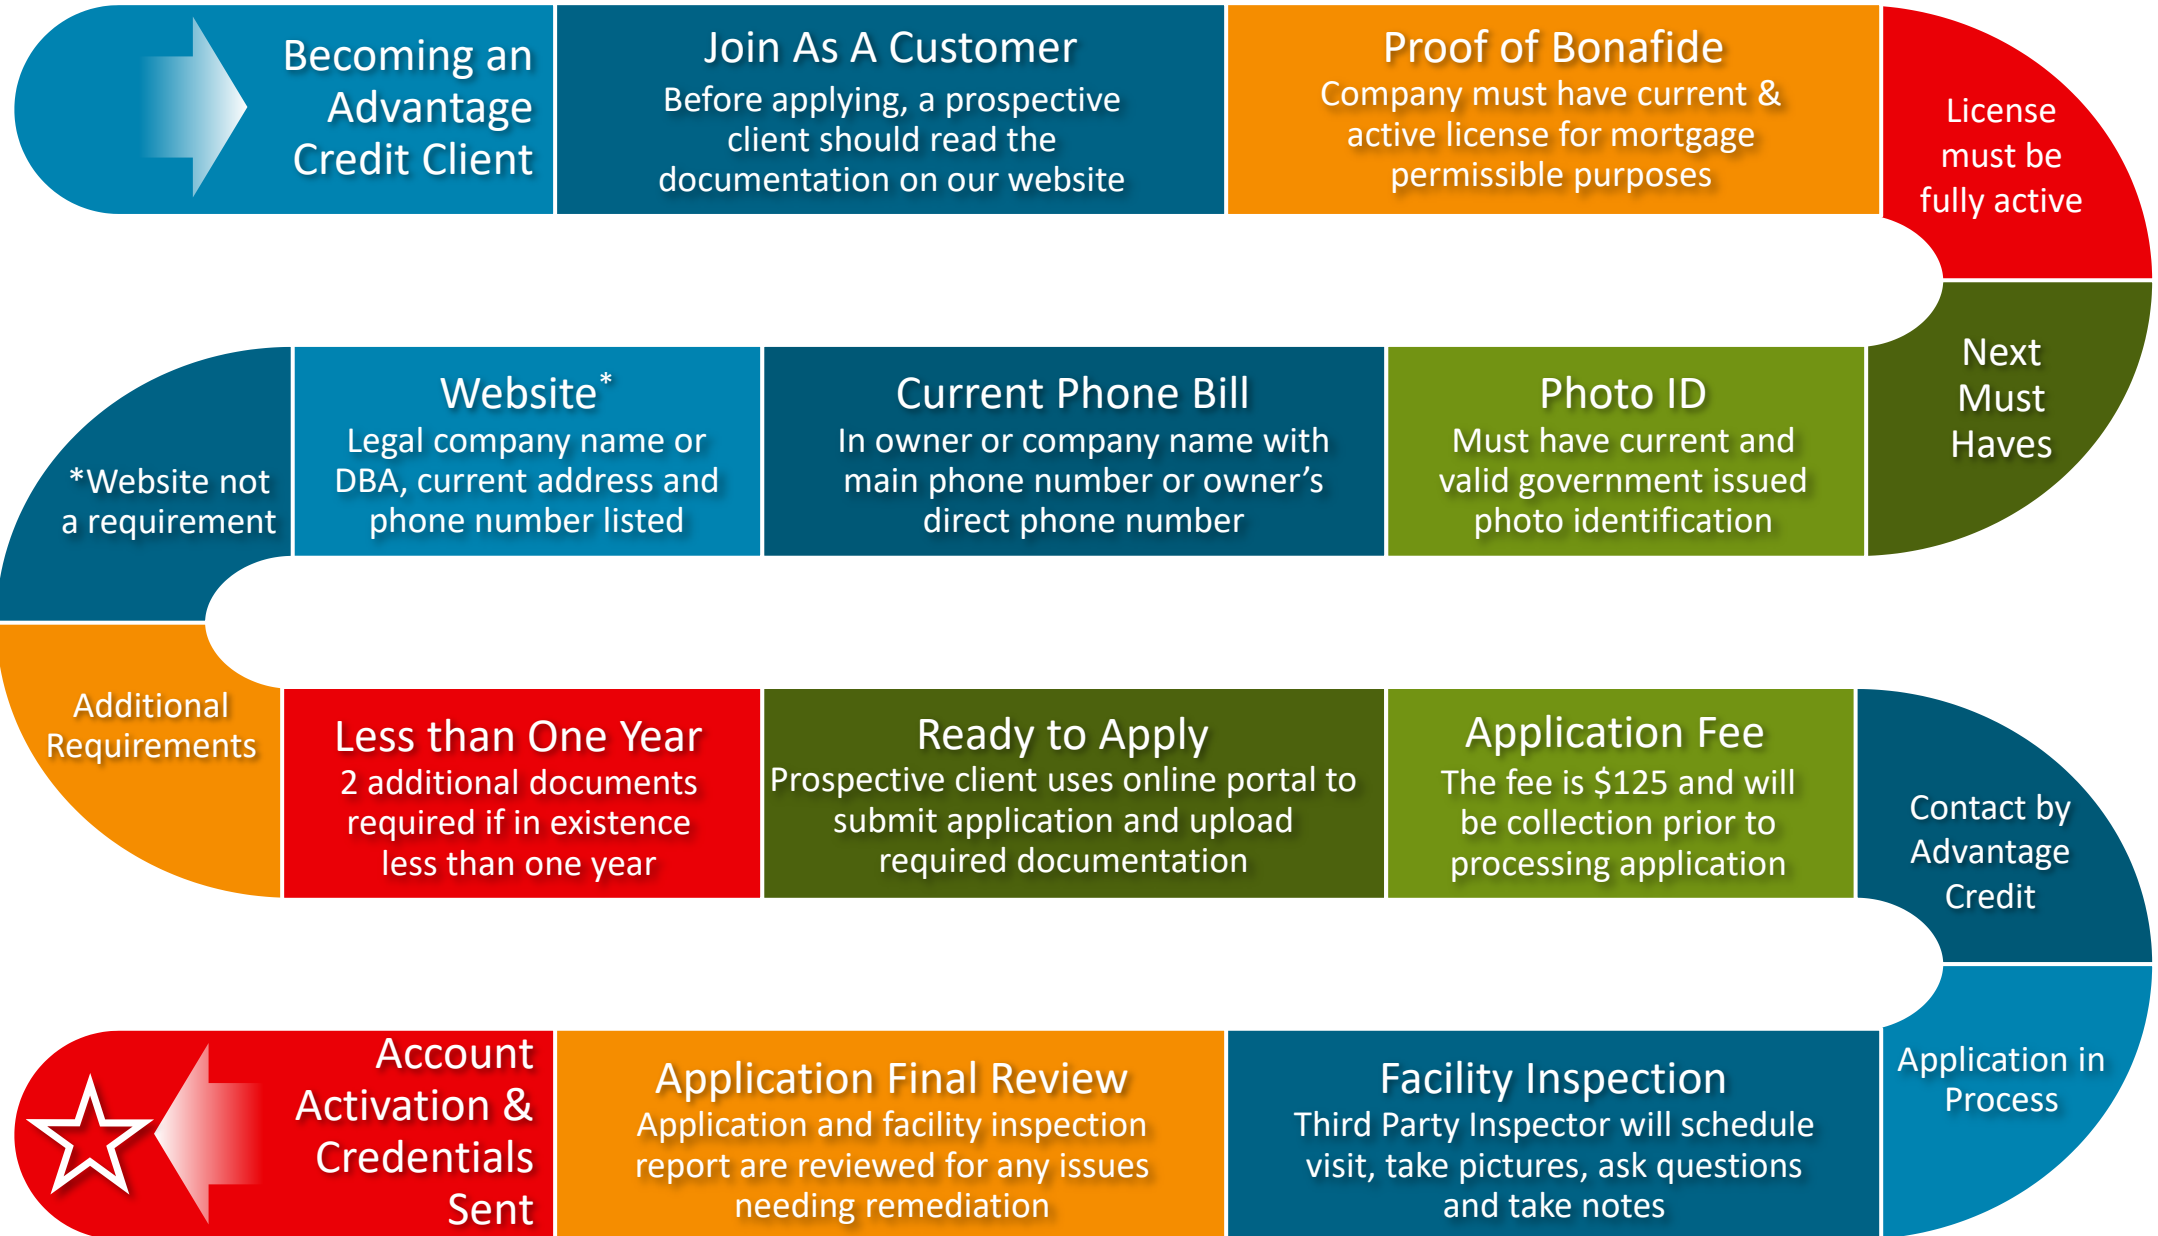 Becoming an
Advantage
Credit Client
Join As A Customer
Before applying, a prospective
client should read the
documentation on our website
Proof of Bonafide
Company must have current &
active license for mortgage
permissible purposes
License
must be
fully active
Next
Must
Haves
Photo ID
Must have current and
valid government issued
photo identification
Current Phone Bill
In owner or company name with
main phone number or owner’s
direct phone number
Website*
Legal company name or
DBA, current address and
phone number listed
*Website not
a requirement
Additional
Requirements
Less than One Year
2 additional documents
required if in existence
less than one year
Ready to Apply
Prospective client uses online portal to
submit application and upload
required documentation
Application Fee
The fee is $125 and will
be collection prior to
processing application
Contact by
Advantage
Credit
Application in
Process
Facility Inspection
Third Party Inspector will schedule
visit, take pictures, ask questions
and take notes
Application Final Review
Application and facility inspection
report are reviewed for any issues
needing remediation
Account
Activation &
Credentials
Sent